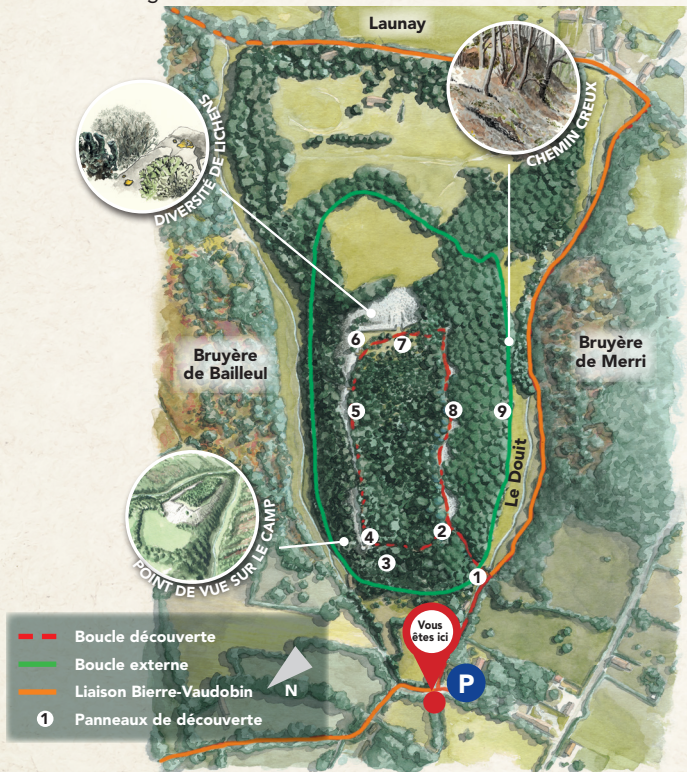 Launay
CHEMIN CREUX
DIVERSITÉ DE LICHENS
Bruyère
de Bailleul
Bruyère
de Merri
6
7
5
8
9
Le Douit
POINT DE VUE SUR LE CAMP
4
2
3
1
Vous
êtes ici
P
Boucle découverte
Boucle externe
Liaison Bierre-Vaudobin
N
1 Panneaux de découverte